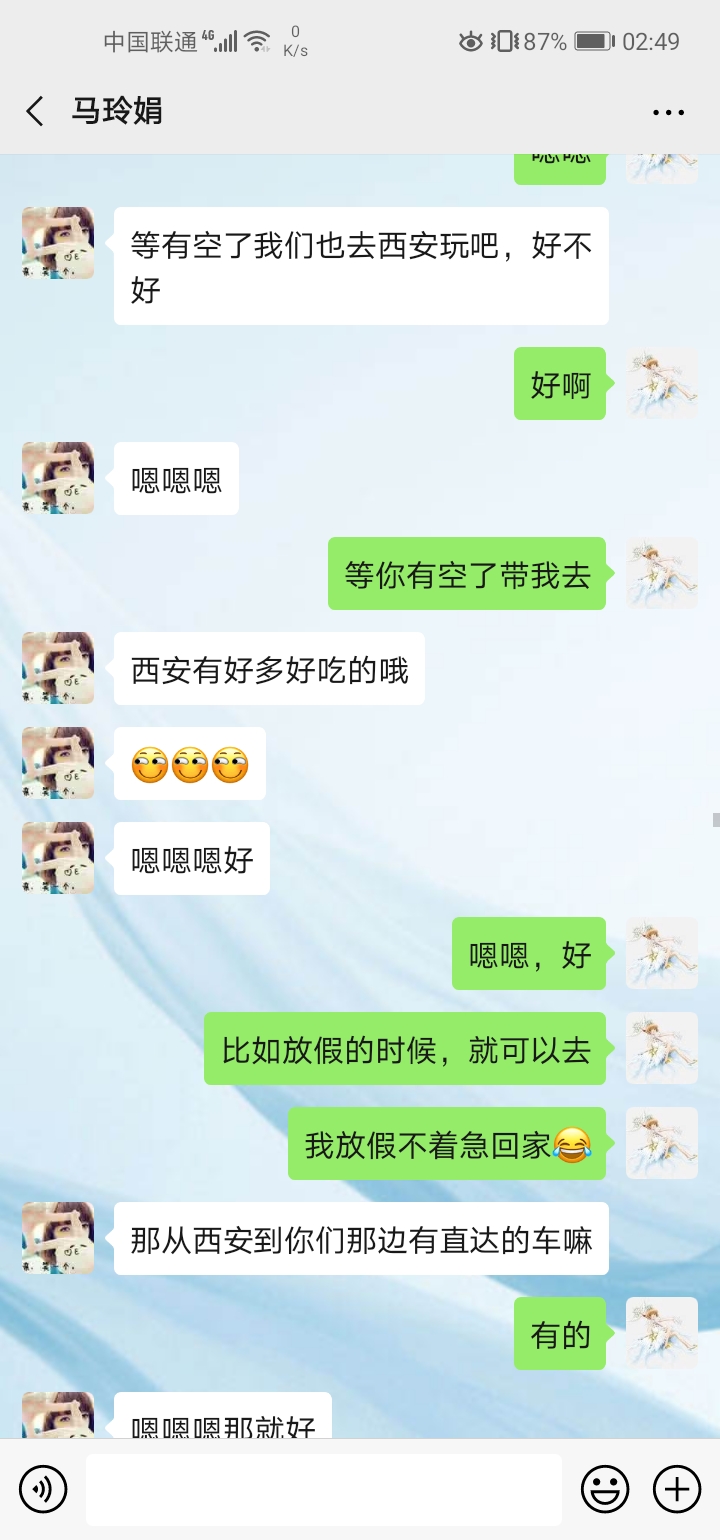 中国联通 4G 0 K/s 87% 02:49
马玲娟
嗯嗯
等有空了我们也去西安玩吧，好不
好
好啊
嗯嗯嗯
等你有空了带我去
西安有好多好吃的哦
嗯嗯嗯好
嗯嗯，好
比如放假的时候，就可以去
我放假不着急回家😂
那从西安到你们那边有直达的车嘛
有的
嗯嗯嗯那就好